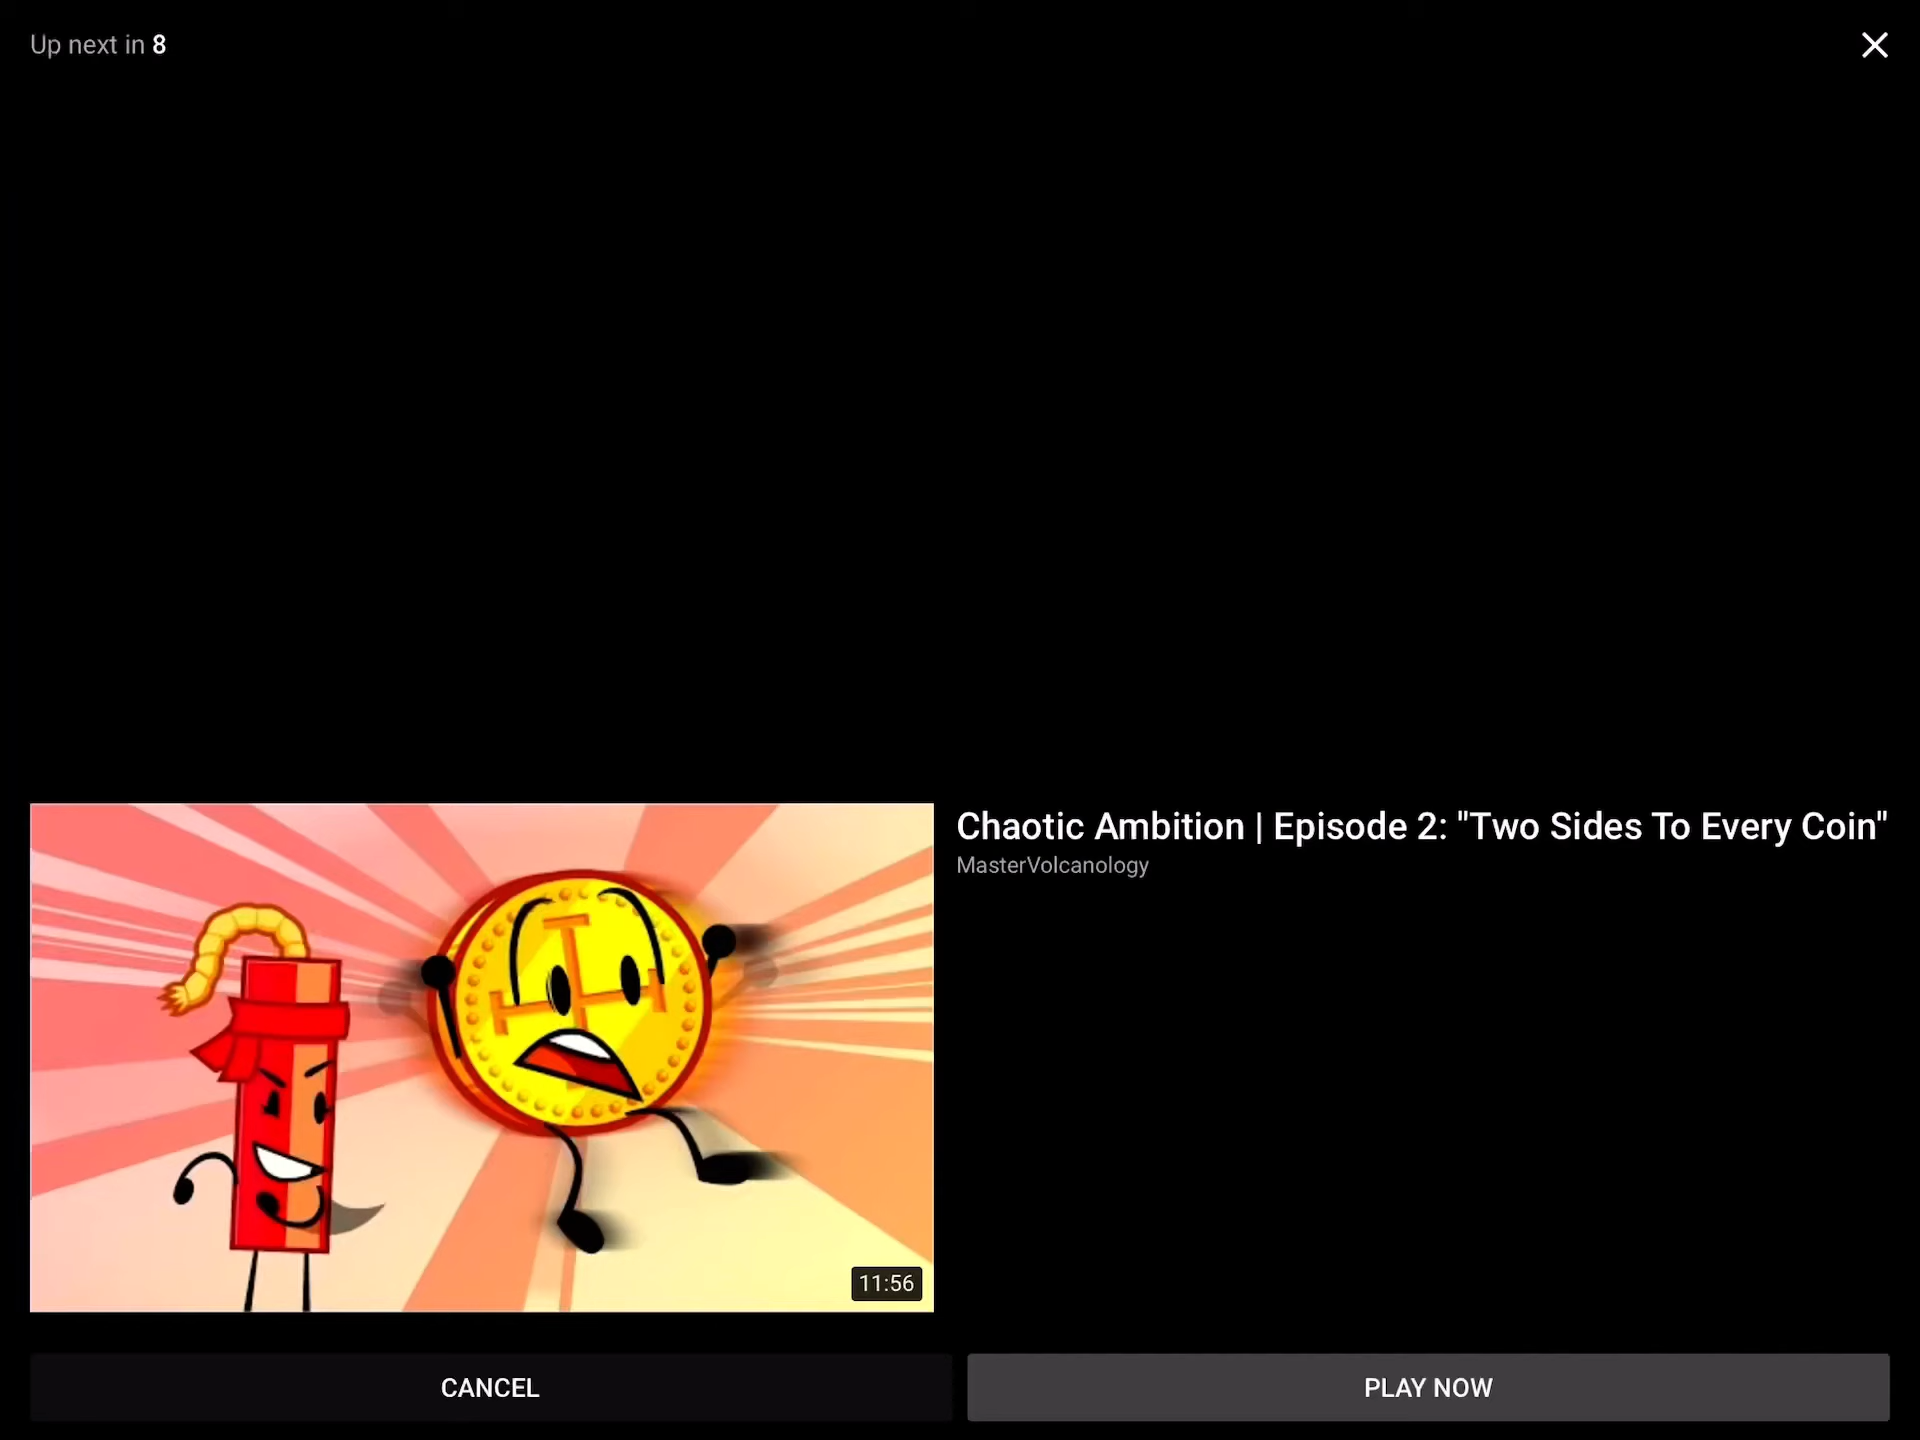 Up next in 8
Chaotic Ambition | Episode 2: "Two Sides To Every Coin"
MasterVolcanology
11:56
CANCEL
PLAY NOW